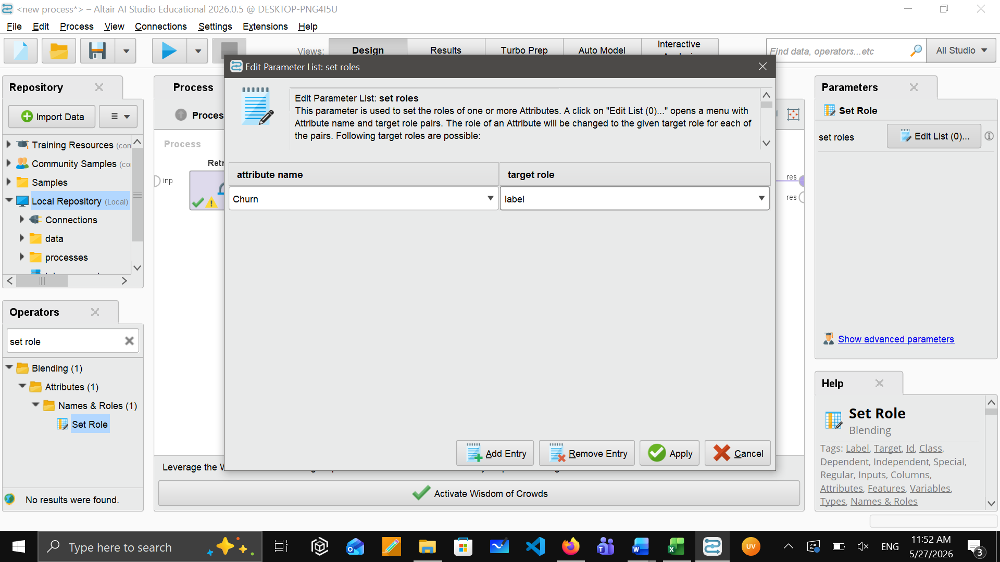 <new process*> – Altair AI Studio Educational 2026.0.5 @ DESKTOP-PNG4I5U
File Edit Process View Connections Settings Extensions Help
Views: Design Results Turbo Prep Auto Model Interactive
Find data, operators...etc
All Studio
Repository
Import Data
Training Resources (con
Community Samples (co
Samples
Local Repository (Local)
Connections
data
processes
Operators
set role
Blending (1)
Attributes (1)
Names & Roles (1)
Set Role
No results were found.
Process
Proces
Process
Retr
inp
res
res
Leverage the W
Activate Wisdom of Crowds
Edit Parameter List: set roles
Edit Parameter List: set roles
This parameter is used to set the roles of one or more Attributes. A click on "Edit List (0)..." opens a menu with
Attribute name and target role pairs. The role of an Attribute will be changed to the given target role for each of
the pairs. Following target roles are possible:
attribute name target role
Churn label
Add Entry Remove Entry Apply Cancel
Parameters
Set Role
set roles Edit List (0)...
Show advanced parameters
Help
Set Role
Blending
Tags: Label, Target, Id, Class,
Dependent, Independent, Special,
Regular, Inputs, Columns,
Attributes, Features, Variables,
Types, Names & Roles
Type here to search
UV
ENG
11:52 AM
5/27/2026
3